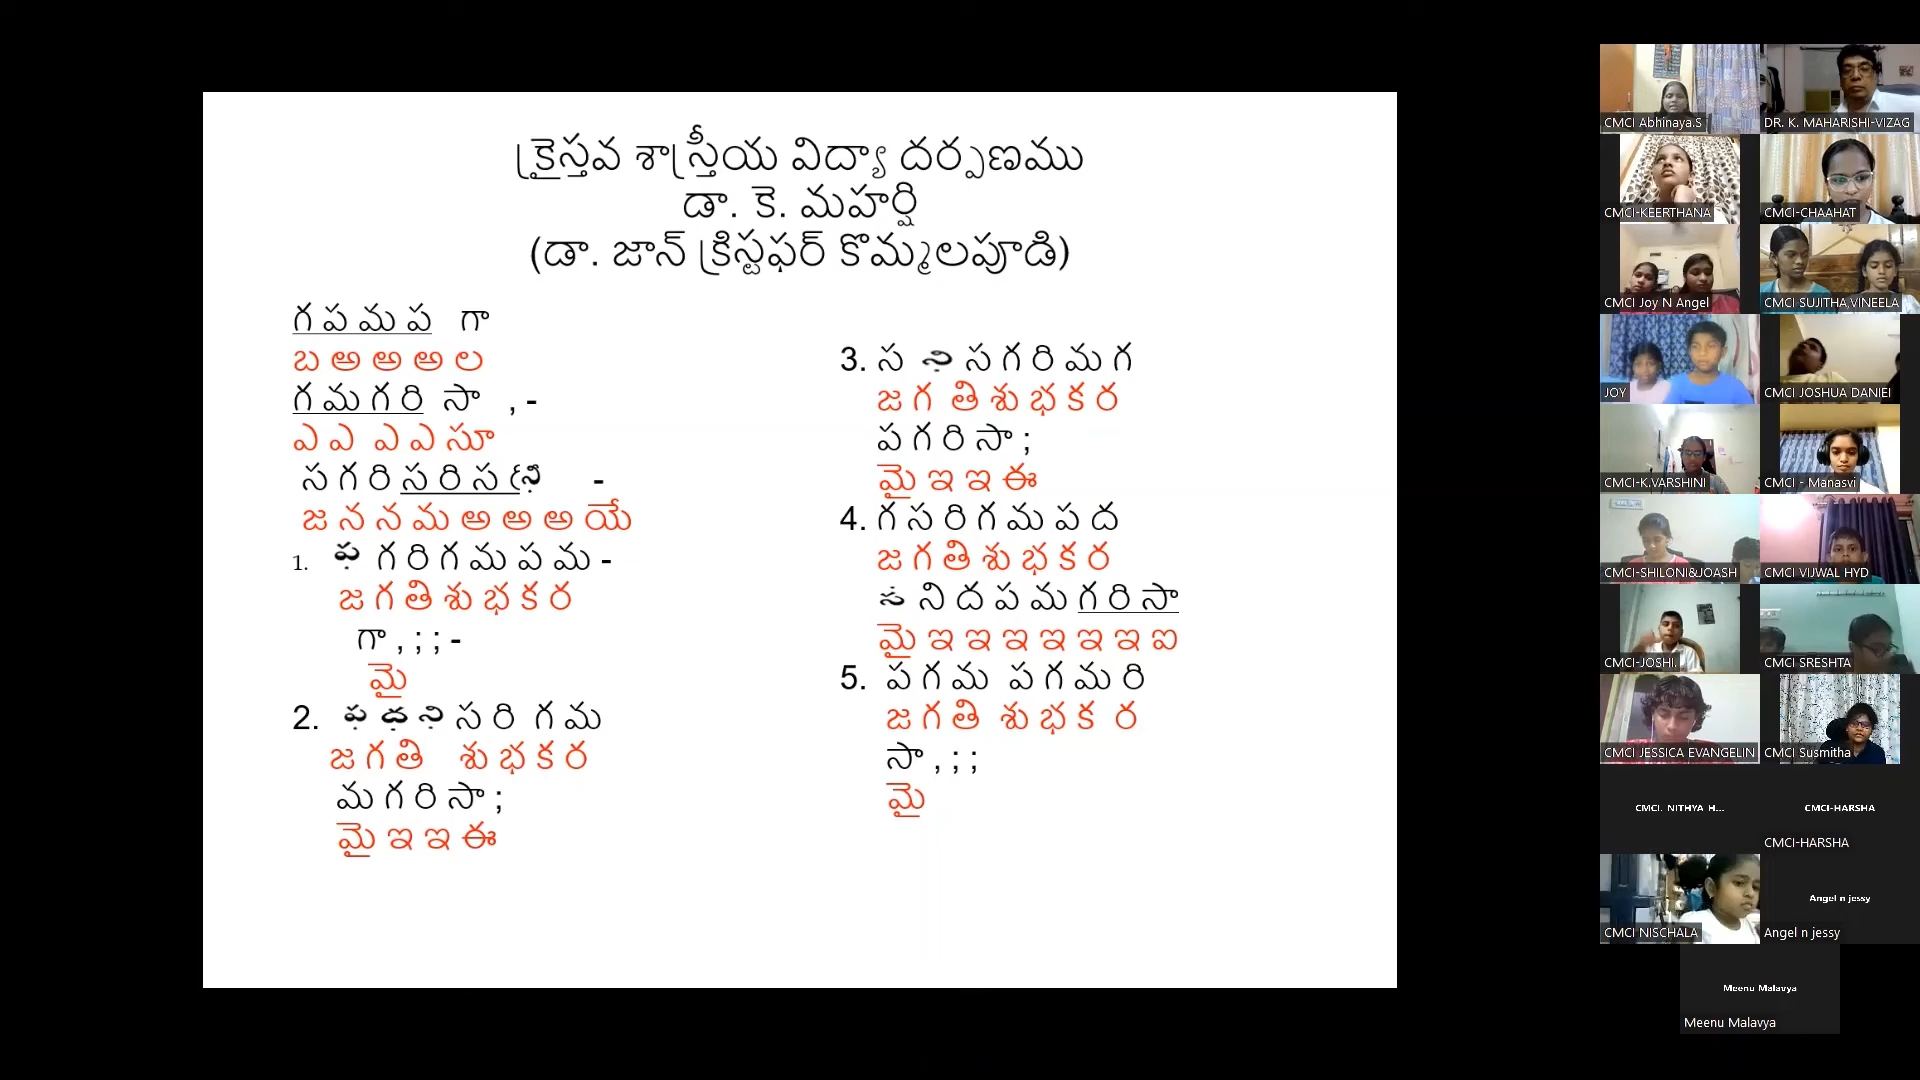 క్రైస్తవ శాస్త్రీయ విద్యా దర్పణము
డా. కె. మహర్షి
(డా. జాన్ క్రిస్టఫర్ కొమ్మలపూడి)
గ ప మ ప గా
బ అ అ అ ల
గ మ గ రి సా , -
ఎ ఎ ఎ ఎ సూ
స గ రి స రి స ని -
జ న న మ అ అ అ యే
1. ప గ రి గ మ ప మ -
జ గ తి శు భ క ర
గా , ; ; -
మై
2. ప ద ని స రి గ మ
జ గ తి శు భ క ర
మ గ రి సా ;
మై ఇ ఇ ఈ
3. స ని స గ రి మ గ
జ గ తి శు భ క ర
ప గ రి సా ;
మై ఇ ఇ ఈ
4. గ స రి గ మ ప ద
జ గ తి శు భ క ర
స ని ద ప మ గ రి సా
మై ఇ ఇ ఇ ఇ ఇ ఇ ఐ
5. ప గ మ ప గ మ రి
జ గ తి శు భ క ర
సా , ; ;
మై
CMCI Abhinaya.S
DR. K. MAHARISHI-VIZAG
CMCI-KEERTHANA
CMCI-CHAAHAT
CMCI Joy N Angel
CMCI SUJITHA,VINEELA
JOY
CMCI JOSHUA DANIEl
CMCI-K.VARSHINI
CMCI - Manasvi
CMCI-SHILONI&JOASH
CMCI VIJWAL HYD
CMCI-JOSHI.
CMCI SRESHTA
CMCI JESSICA EVANGELIN
CMCI Susmitha
CMCI. NITHYA H...
CMCI-HARSHA
CMCI-HARSHA
CMCI NISCHALA
Angel n jessy
Angel n jessy
Meenu Malavya
Meenu Malavya